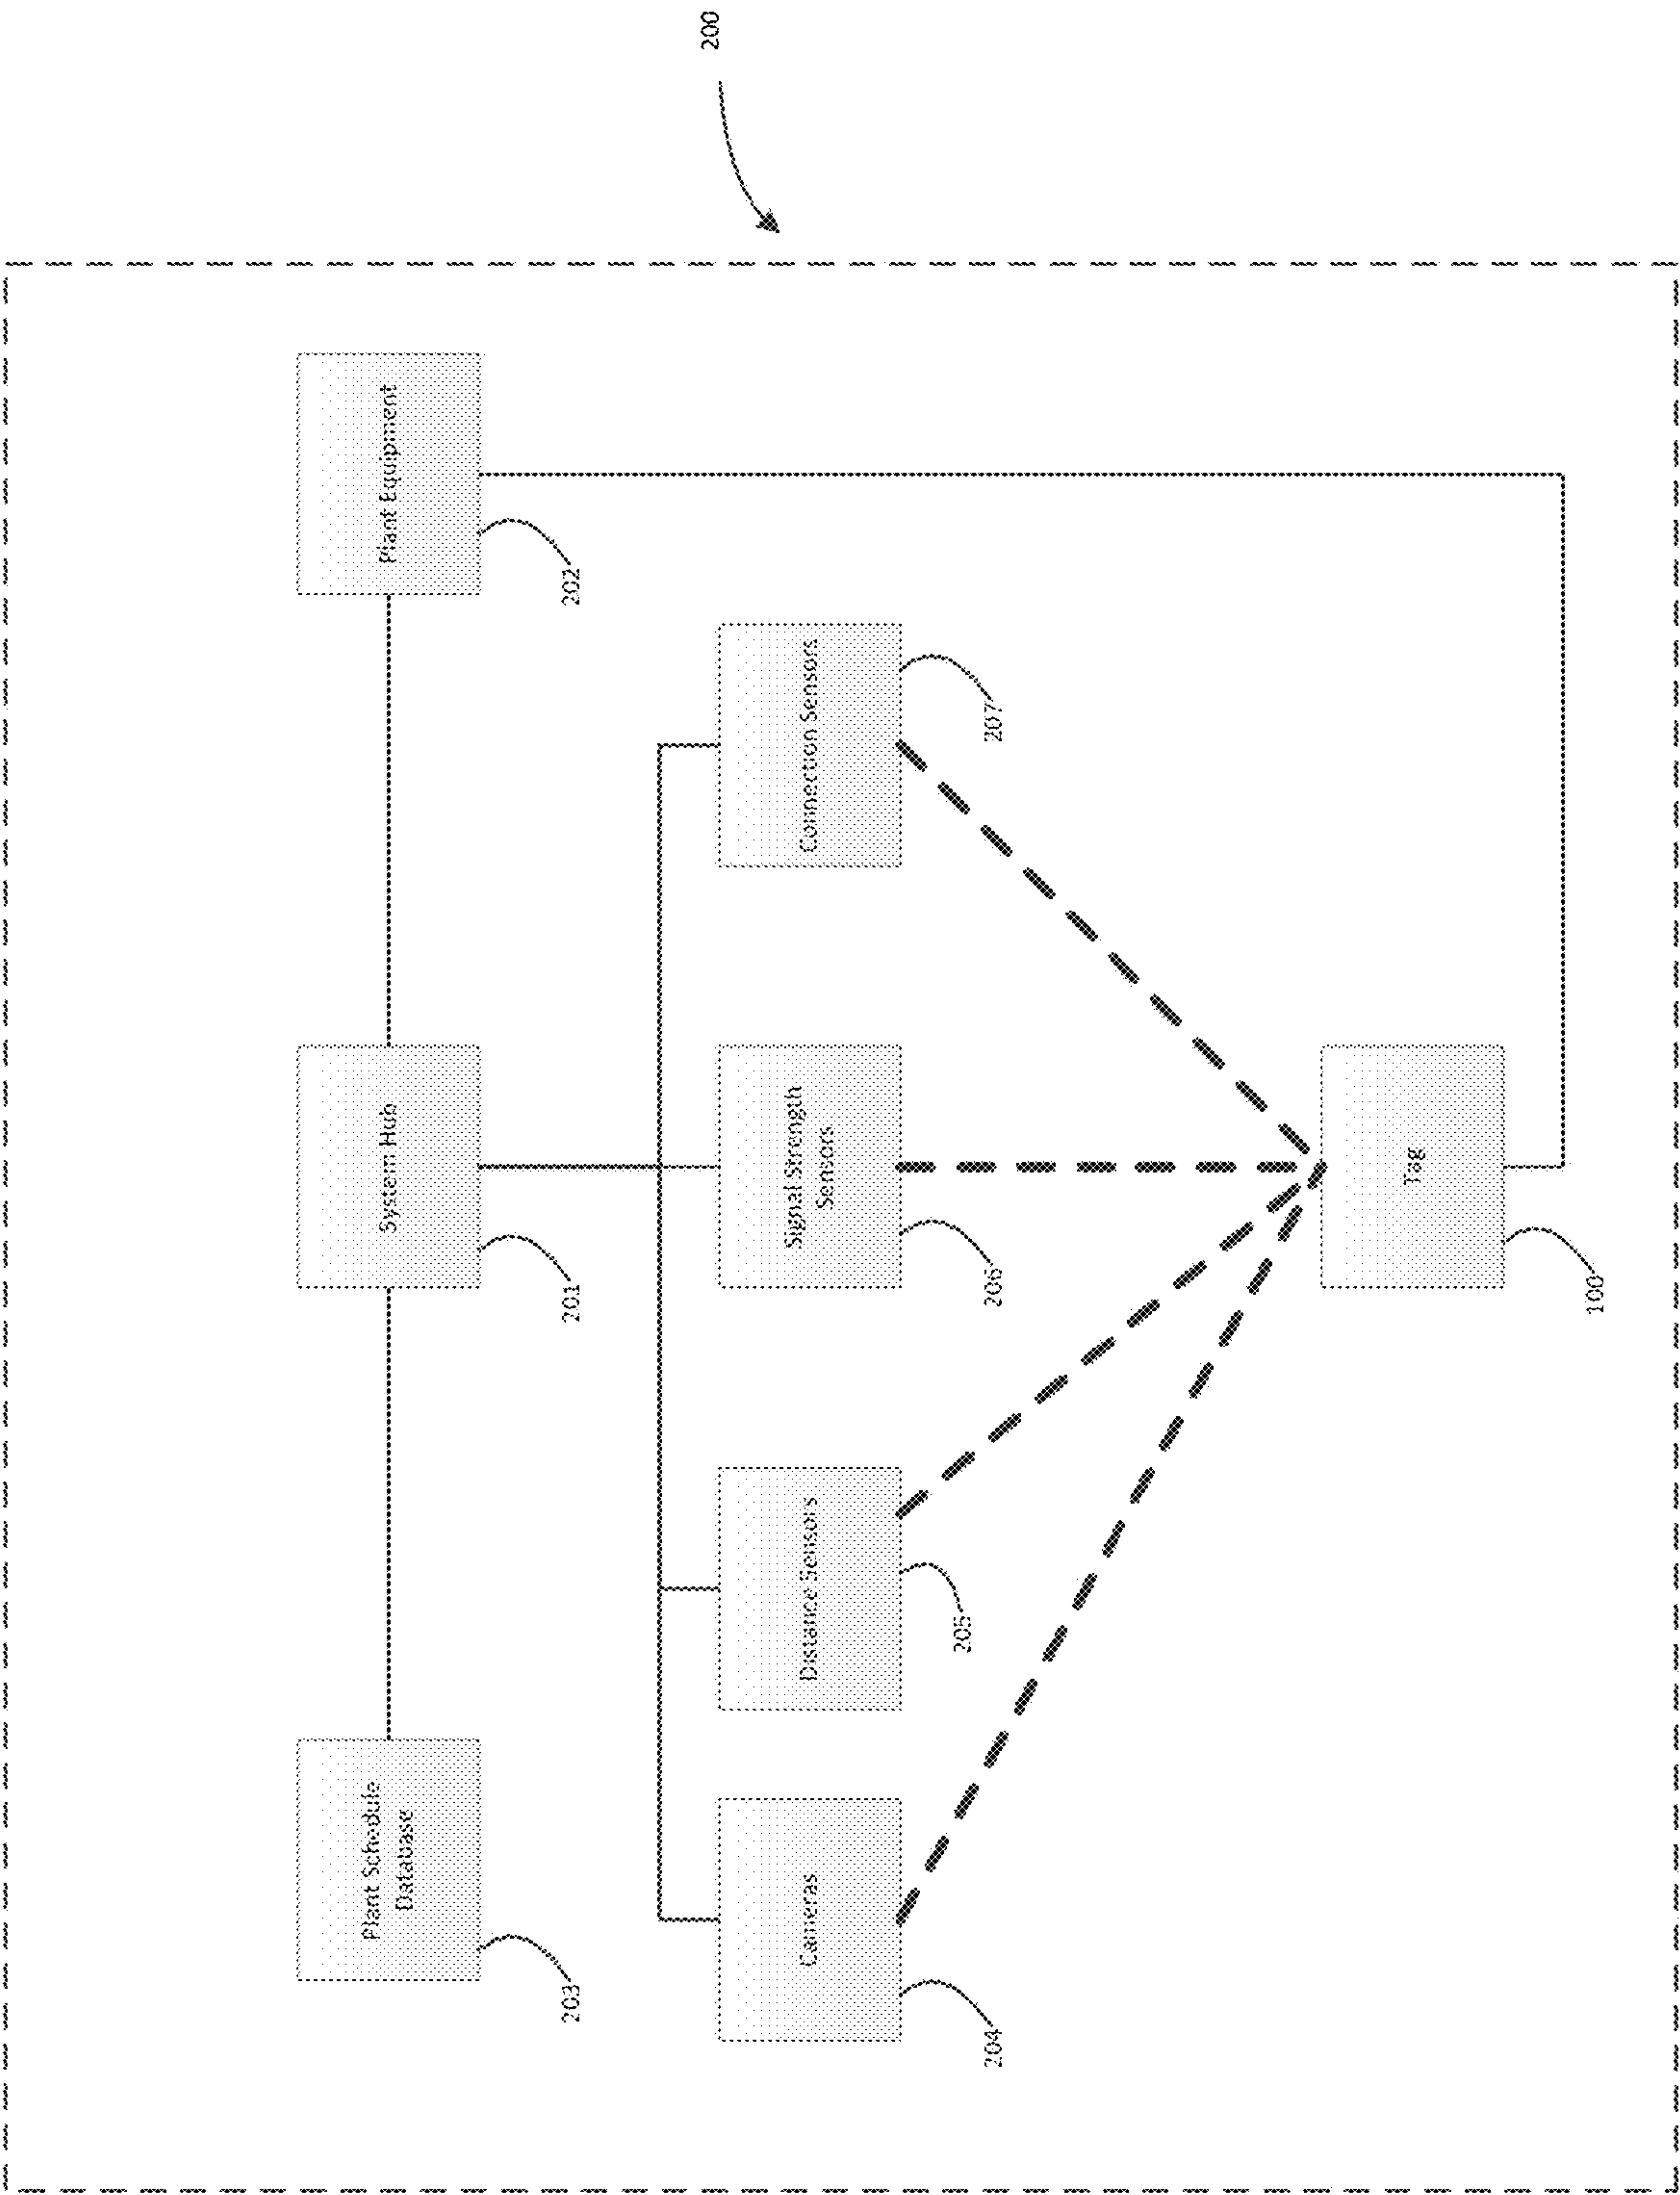 Plant Schedule
Database
System Hub
Plant Equipment
203
201
202
200
Cameras
Distance Sensors
Signal Strength
Sensors
Connection Sensors
204
205
206
207
Tag
100